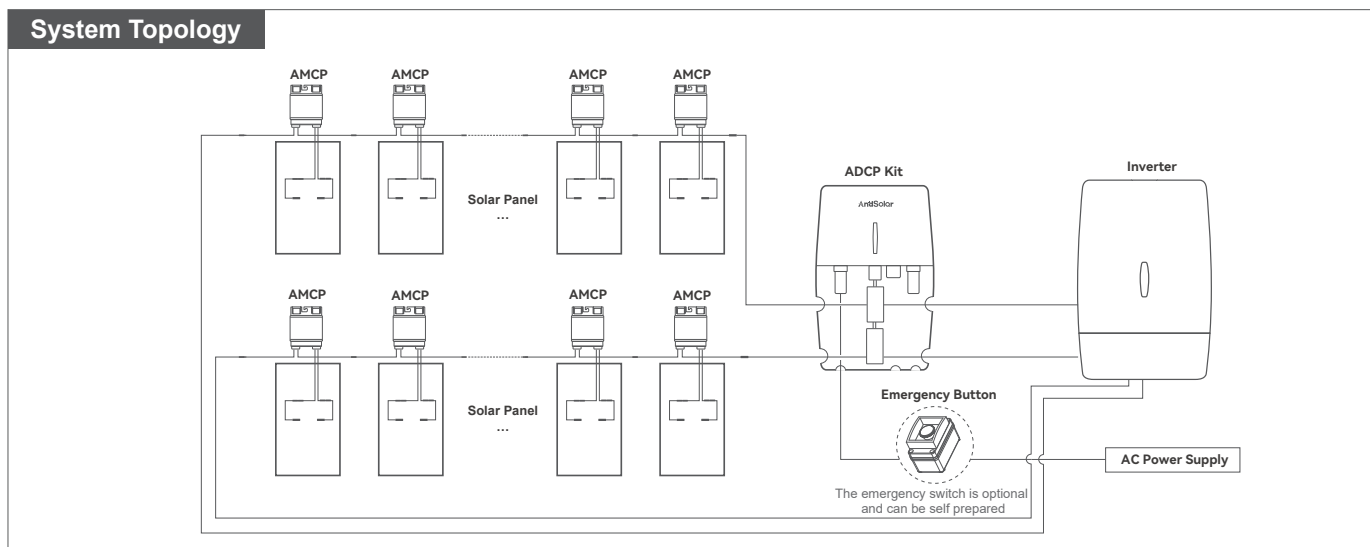 System Topology
AMCP AMCP AMCP AMCP
Solar Panel
...
ADCP Kit
AntiSolar
Inverter
AMCP AMCP AMCP AMCP
Solar Panel
...
Emergency Button
AC Power Supply
The emergency switch is optional
and can be self prepared